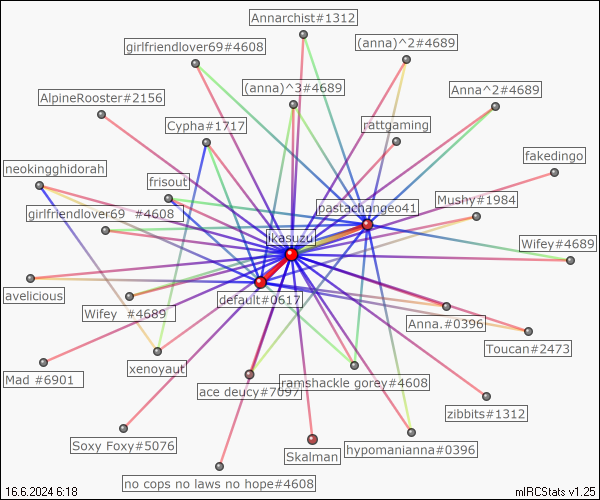 Annarchist#1312
(anna)^2#4689
girlfriendlover69#4608
(anna)^3#4689
Anna^2#4689
AlpineRooster#2156
Cypha#1717
rattgaming
fakedingo
neokingghidorah
frisout
Mushy#1984
pastachangeo41
girlfriendlover69 #4608
jkasuzu
Wifey#4689
avelicious
default#0617
Wifey #4689
Anna.#0396
Toucan#2473
xenoyaut
Mad #6901
ace deucy#7097
ramshackle gorey#4608
zibbits#1312
Soxy Foxy#5076
Skalman
hypomanianna#0396
no cops no laws no hope#4608
16.6.2024 6:18
mIRCStats v1.25